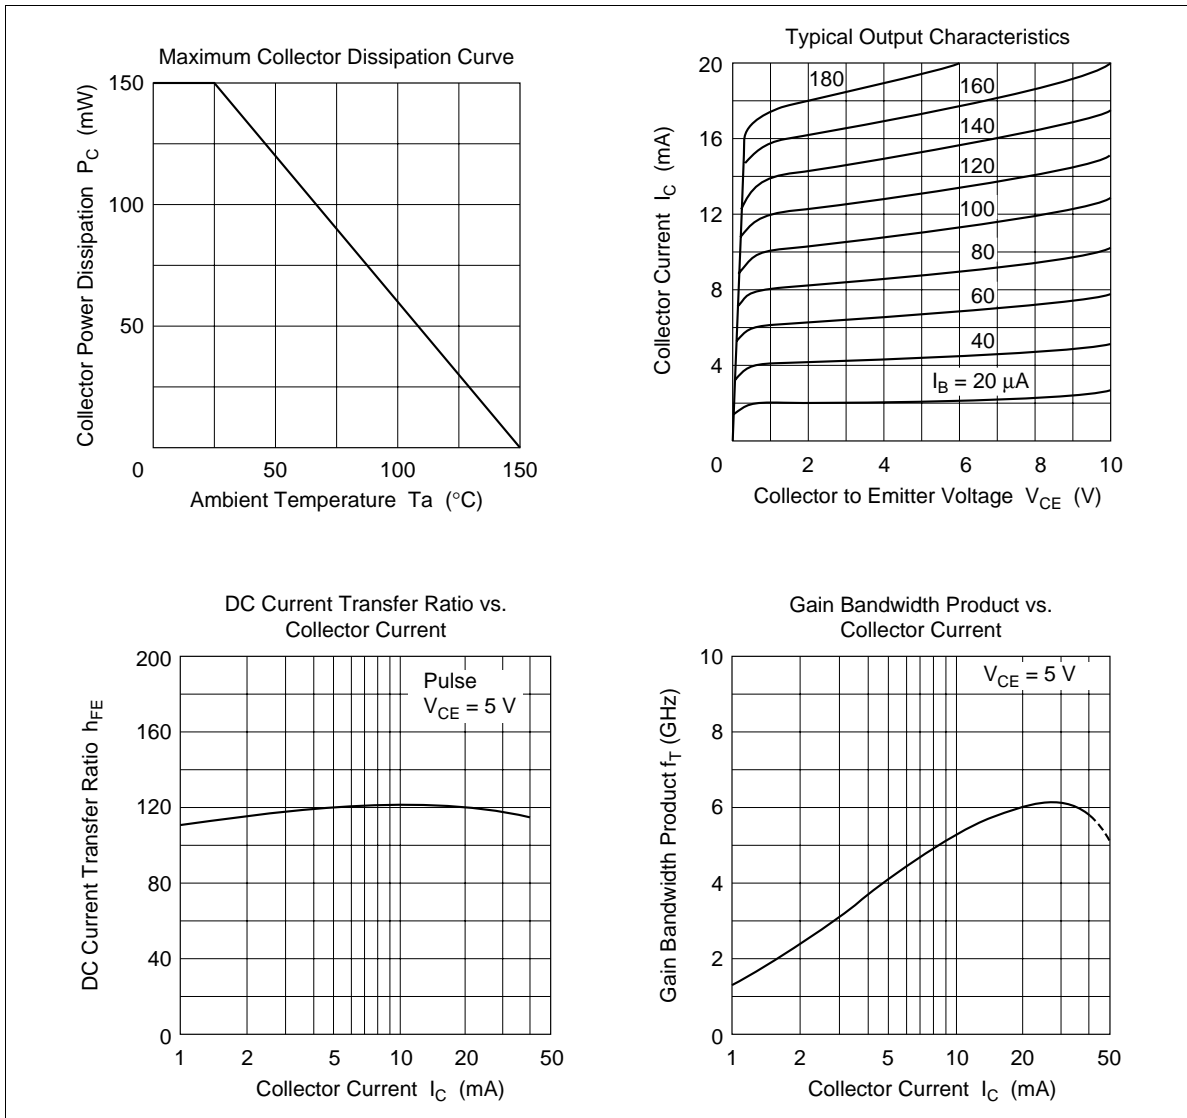 Maximum Collector Dissipation Curve
150
100
50
0
50
100
150
Collector Power Dissipation P_C (mW)
Ambient Temperature Ta (°C)
Typical Output Characteristics
20
16
12
8
4
0
2
4
6
8
10
180
160
140
120
100
80
60
40
I_B = 20 µA
Collector Current I_C (mA)
Collector to Emitter Voltage V_CE (V)
DC Current Transfer Ratio vs.
Collector Current
200
160
120
80
40
0
1
2
5
10
20
50
Pulse
V_CE = 5 V
DC Current Transfer Ratio h_FE
Collector Current I_C (mA)
Gain Bandwidth Product vs.
Collector Current
10
8
6
4
2
0
1
2
5
10
20
50
V_CE = 5 V
Gain Bandwidth Product f_T (GHz)
Collector Current I_C (mA)